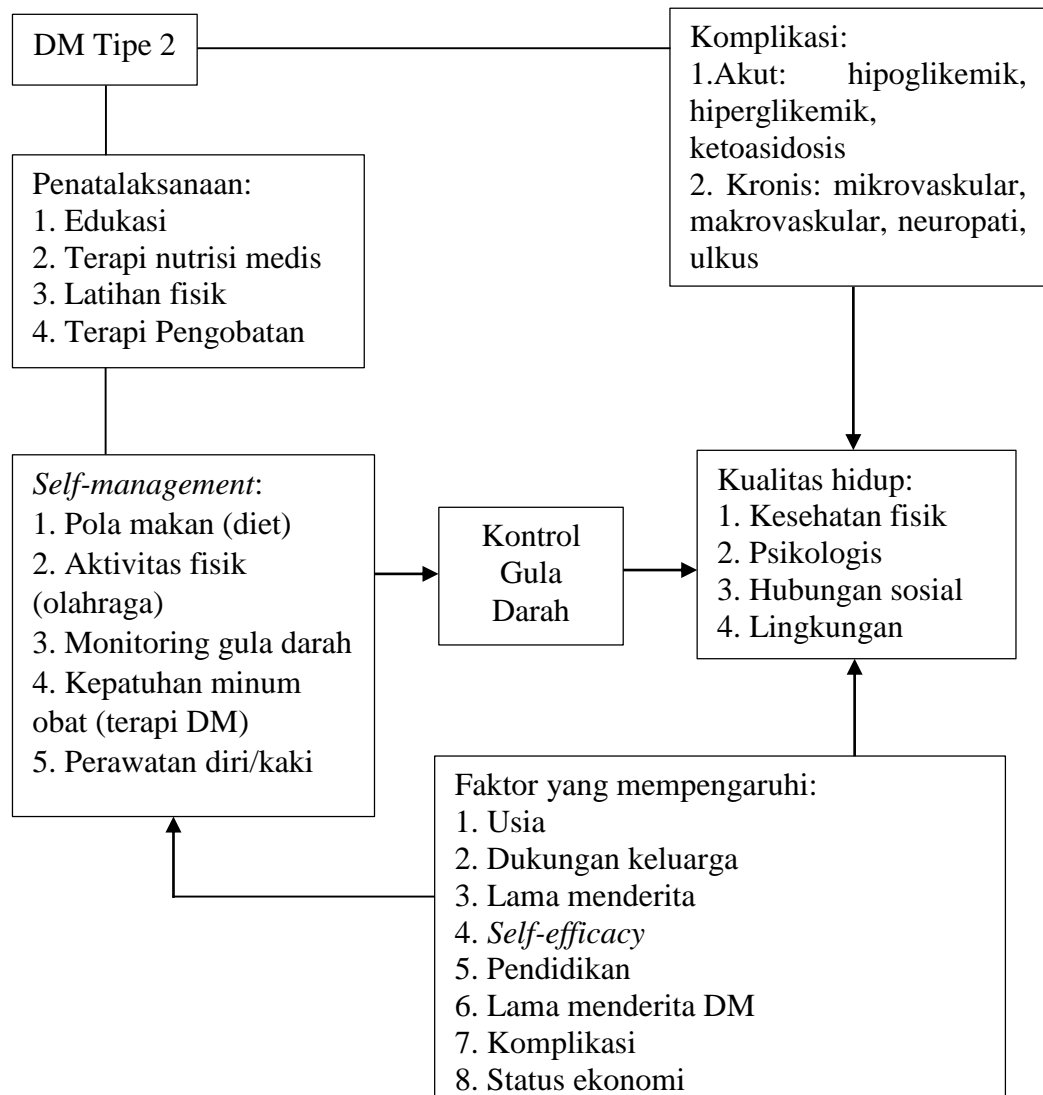 DM Tipe 2
Komplikasi:
1.Akut: hipoglikemik,
hiperglikemik,
ketoasidosis
2. Kronis: mikrovaskular,
makrovaskular, neuropati,
ulkus
Penatalaksanaan:
1. Edukasi
2. Terapi nutrisi medis
3. Latihan fisik
4. Terapi Pengobatan
Self-management:
1. Pola makan (diet)
2. Aktivitas fisik
(olahraga)
3. Monitoring gula darah
4. Kepatuhan minum
obat (terapi DM)
5. Perawatan diri/kaki
Kontrol
Gula
Darah
Kualitas hidup:
1. Kesehatan fisik
2. Psikologis
3. Hubungan sosial
4. Lingkungan
Faktor yang mempengaruhi:
1. Usia
2. Dukungan keluarga
3. Lama menderita
4. Self-efficacy
5. Pendidikan
6. Lama menderita DM
7. Komplikasi
8. Status ekonomi